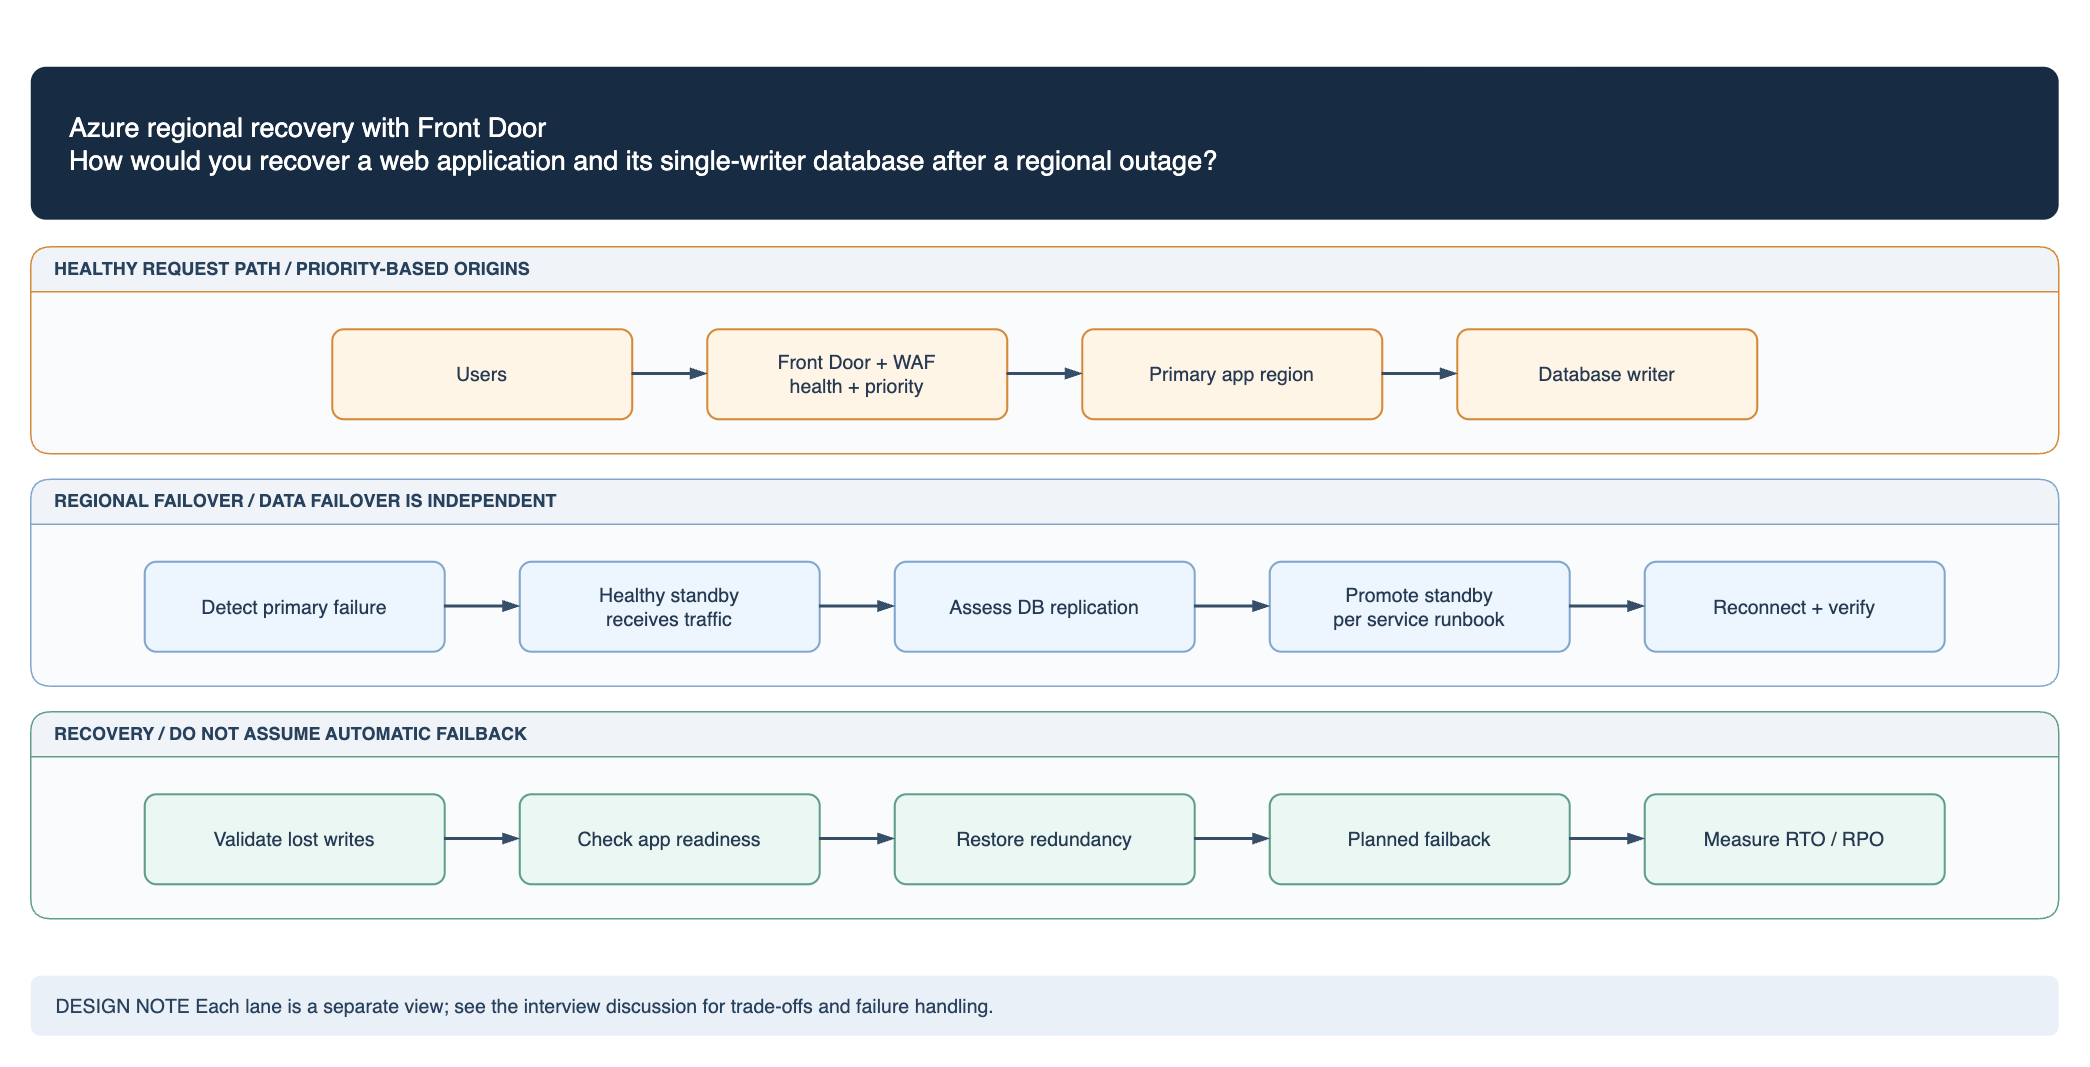 Azure regional recovery with Front Door
How would you recover a web application and its single-writer database after a regional outage?
HEALTHY REQUEST PATH / PRIORITY-BASED ORIGINS
Users
Front Door + WAF
health + priority
Primary app region
Database writer
REGIONAL FAILOVER / DATA FAILOVER IS INDEPENDENT
Detect primary failure
Healthy standby
receives traffic
Assess DB replication
Promote standby
per service runbook
Reconnect + verify
RECOVERY / DO NOT ASSUME AUTOMATIC FAILBACK
Validate lost writes
Check app readiness
Restore redundancy
Planned failback
Measure RTO / RPO
DESIGN NOTE Each lane is a separate view; see the interview discussion for trade-offs and failure handling.